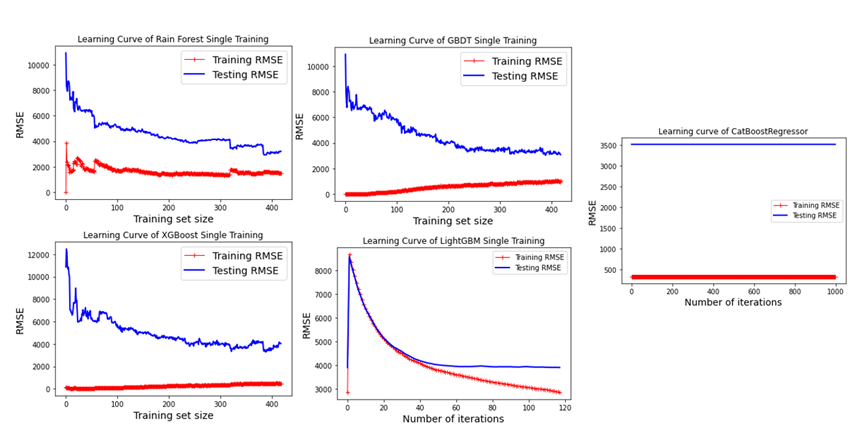 Learning Curve of Rain Forest Single Training
RMSE
10000
8000
6000
4000
2000
0
Training RMSE
Testing RMSE
0 100 200 300 400
Training set size
Learning Curve of GBDT Single Training
RMSE
10000
8000
6000
4000
2000
0
Training RMSE
Testing RMSE
0 100 200 300 400
Training set size
Learning curve of CatBoostRegressor
RMSE
3500
3000
2500
2000
1500
1000
500
Training RMSE
Testing RMSE
0 200 400 600 800 1000
Number of iterations
Learning Curve of XGBoost Single Training
RMSE
12000
10000
8000
6000
4000
2000
0
Training RMSE
Testing RMSE
0 100 200 300 400
Training set size
Learning Curve of LightGBM Single Training
RMSE
8000
7000
6000
5000
4000
3000
Training RMSE
Testing RMSE
0 20 40 60 80 100 120
Number of iterations